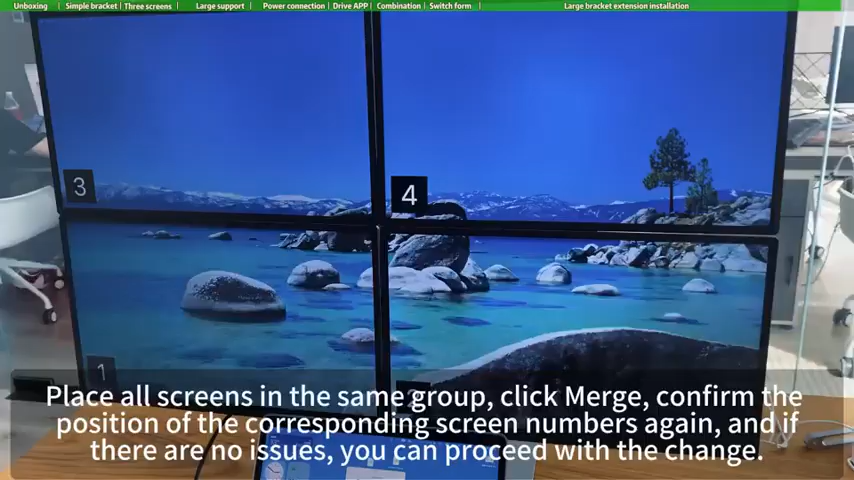 Unboxing | Simple bracket | Three screens | Large support | Power connection | Drive APP | Combination | Switch form | Large bracket extension installation
3
4
1
Place all screens in the same group, click Merge, confirm the
position of the corresponding screen numbers again, and if
there are no issues, you can proceed with the change.